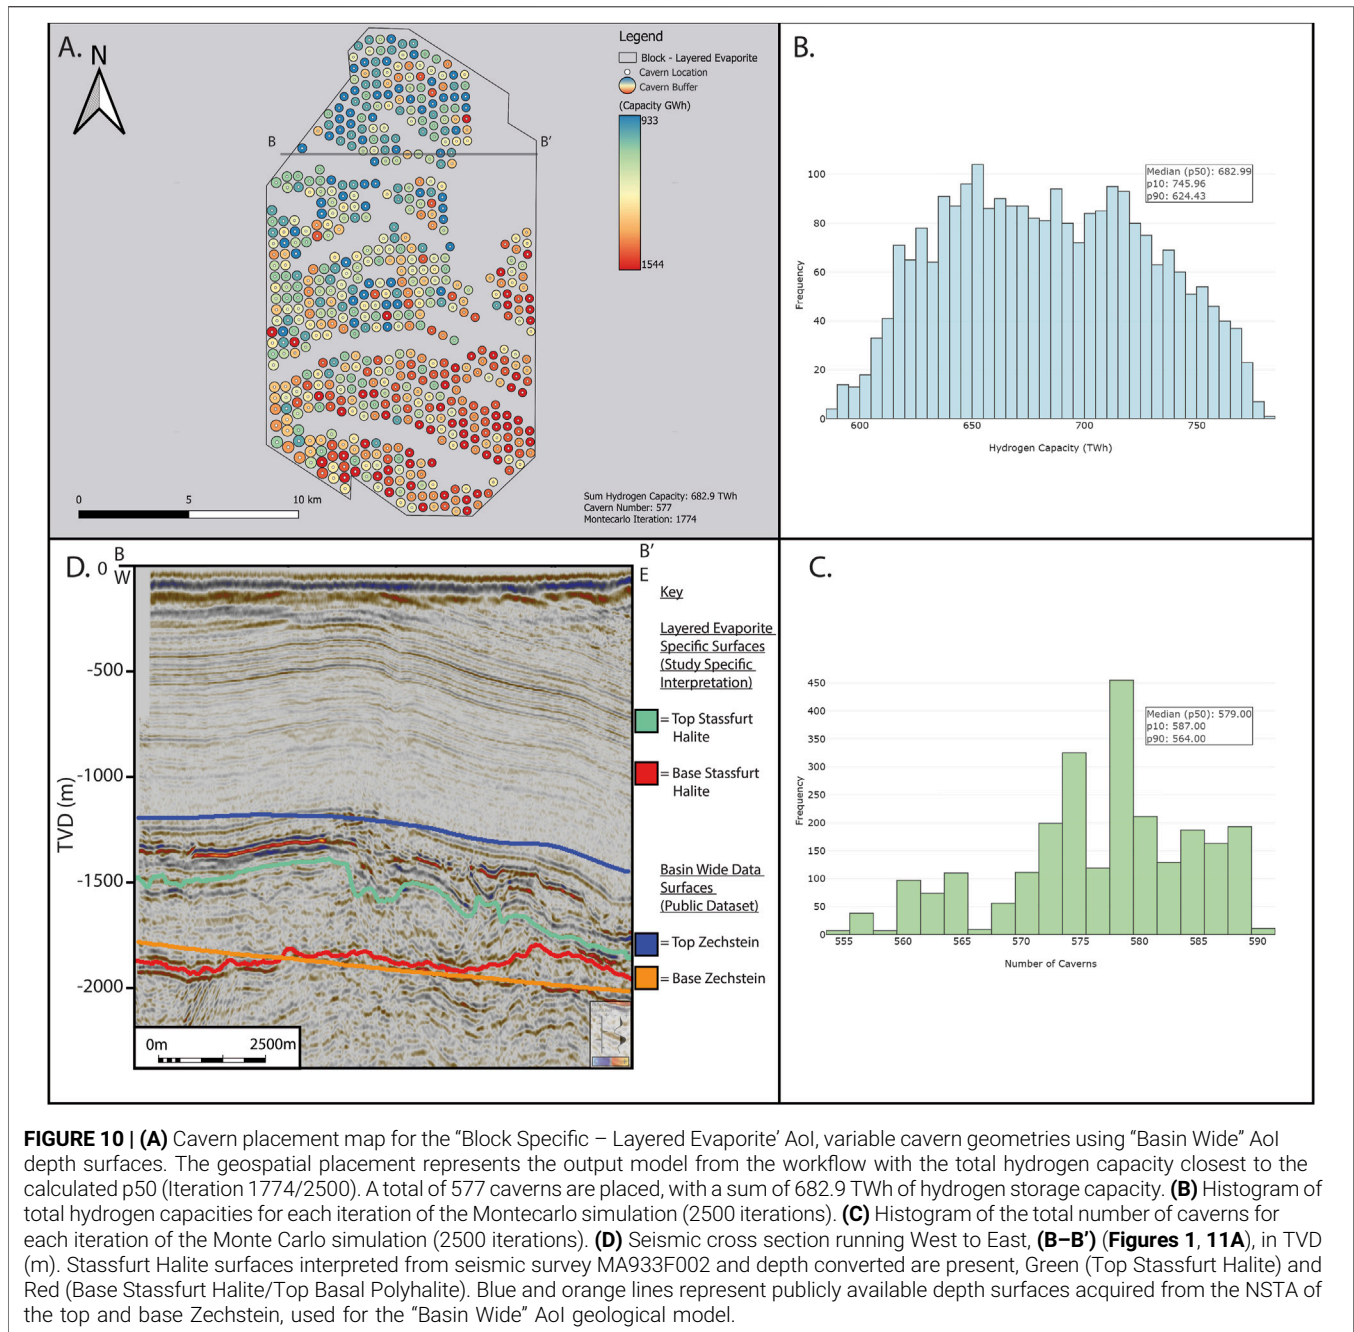 A.
N
B
B'
Legend
Block - Layered Evaporite
Cavern Location
Cavern Buffer
(Capacity GWh)
933
1544
0 5 10 km
Sum Hydrogen Capacity: 682.9 TWh
Cavern Number: 577
Montecarlo Iteration: 1774
B.
Median (p50): 682.99
p10: 745.96
p90: 624.43
Frequency
100
80
60
40
20
0
600 650 700 750
Hydrogen Capacity (TWh)
D.
B
W
B'
E
TVD (m)
0
-500
-1000
-1500
-2000
0m 2500m
Key
Layered Evaporite
Specific Surfaces
(Study Specific
Interpretation)
= Top Stassfurt
Halite
= Base Stassfurt
Halite
Basin Wide Data
Surfaces
(Public Dataset)
= Top Zechstein
= Base Zechstein
C.
Median (p50): 579.00
p10: 587.00
p90: 564.00
Frequency
450
400
350
300
250
200
150
100
50
0
555 560 565 570 575 580 585 590
Number of Caverns
FIGURE 10 | (A) Cavern placement map for the “Block Specific – Layered Evaporite’ AoI, variable cavern geometries using “Basin Wide” AoI
depth surfaces. The geospatial placement represents the output model from the workflow with the total hydrogen capacity closest to the
calculated p50 (Iteration 1774/2500). A total of 577 caverns are placed, with a sum of 682.9 TWh of hydrogen storage capacity. (B) Histogram of
total hydrogen capacities for each iteration of the Montecarlo simulation (2500 iterations). (C) Histogram of the total number of caverns for
each iteration of the Monte Carlo simulation (2500 iterations). (D) Seismic cross section running West to East, (B–B’) (Figures 1, 11A), in TVD
(m). Stassfurt Halite surfaces interpreted from seismic survey MA933F002 and depth converted are present, Green (Top Stassfurt Halite) and
Red (Base Stassfurt Halite/Top Basal Polyhalite). Blue and orange lines represent publicly available depth surfaces acquired from the NSTA of
the top and base Zechstein, used for the “Basin Wide” AoI geological model.